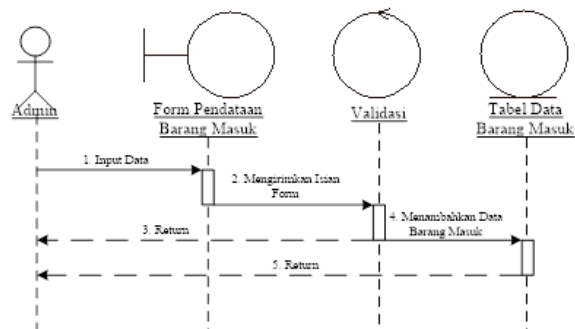 Admin
Form Pendataan
Barang Masuk
Validasi
Tabel Data
Barang Masuk
1. Input Data
2. Mengirimkan Isian
Form
3. Return
4. Menambahkan Data
Barang Masuk
5. Return